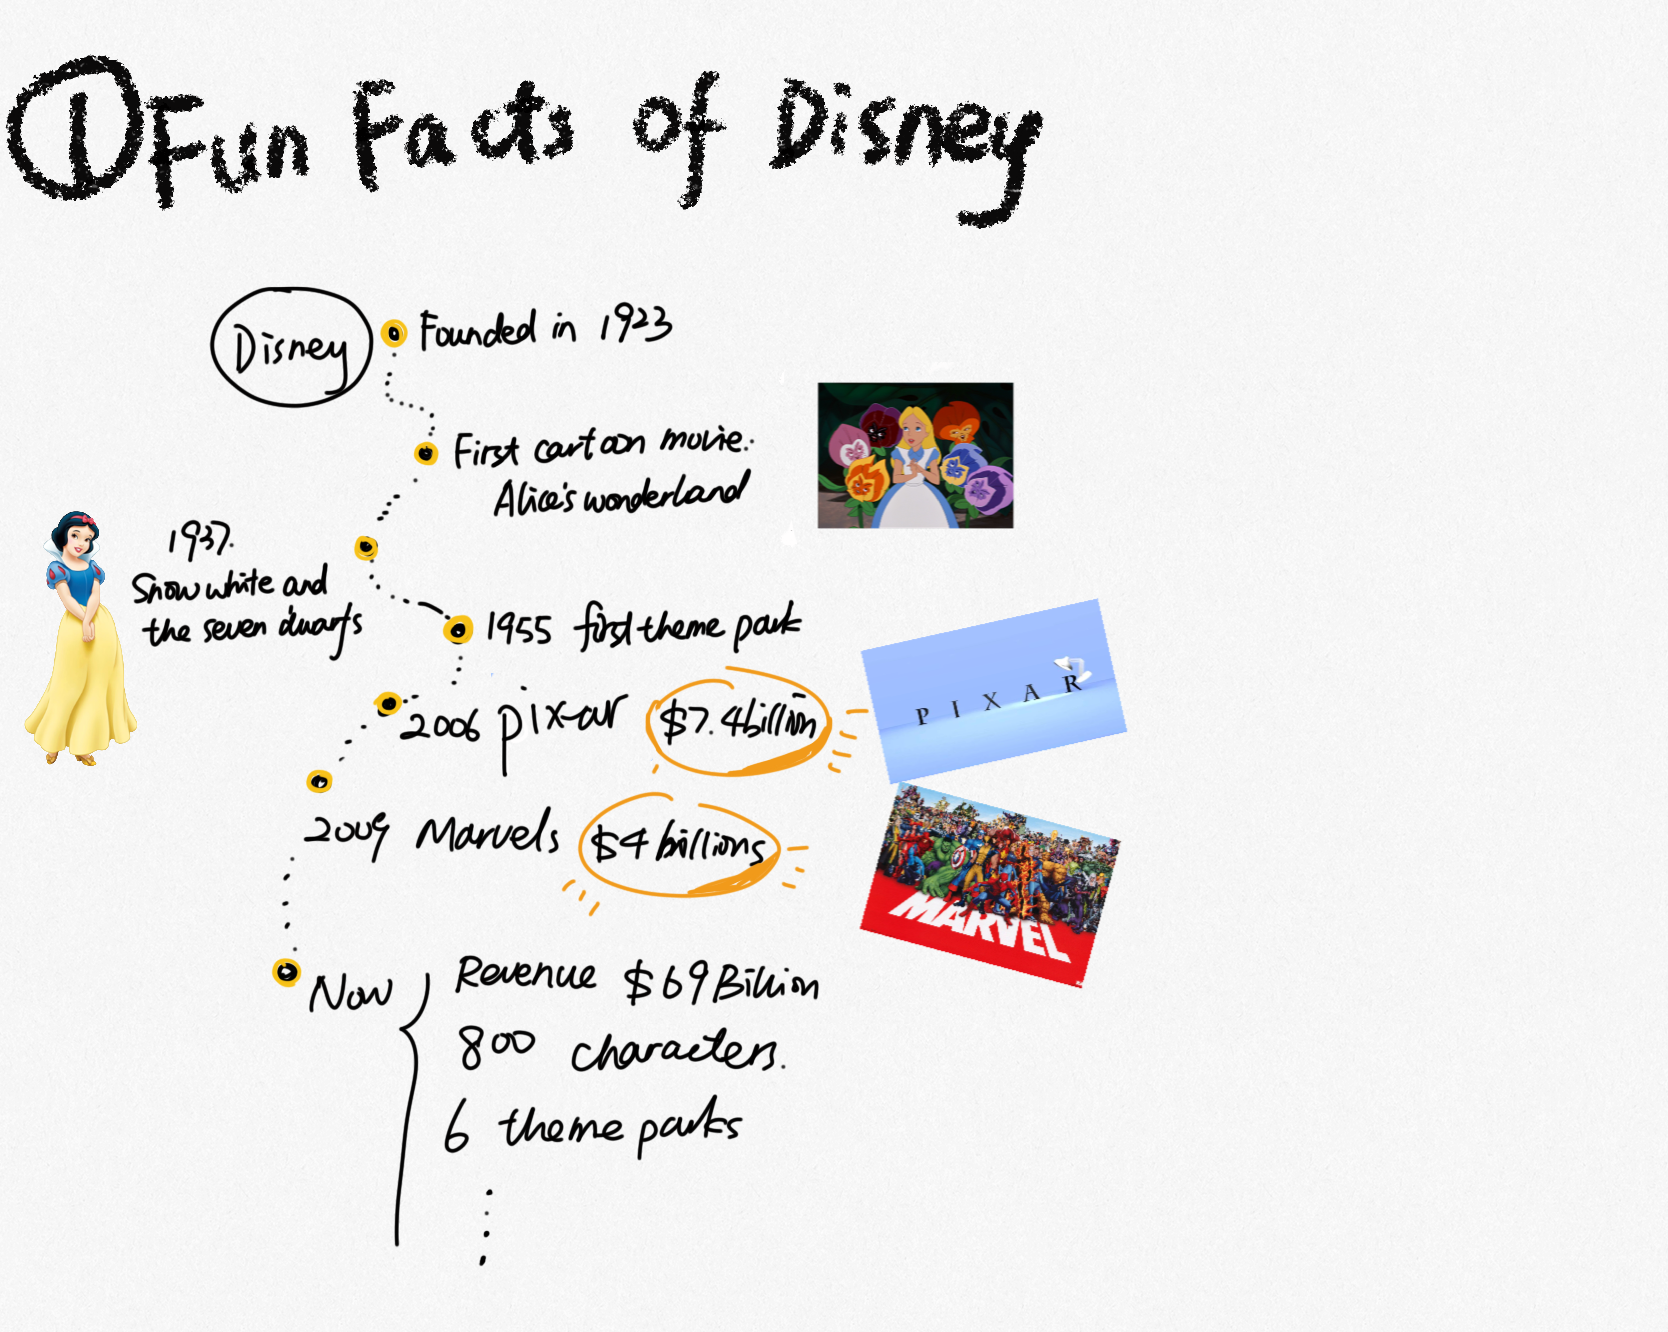 ① Fun Facts of Disney
Disney
Founded in 1923
First cartoon movie:
Alice's wonderland
1937.
Snow white and
the seven dwarfs
1955 first theme park
2006 pixar $7.4 billion
PIXAR
2009 Marvels $4 billions
MARVEL
Now
Revenue $69 Billion
800 characters.
6 theme parks